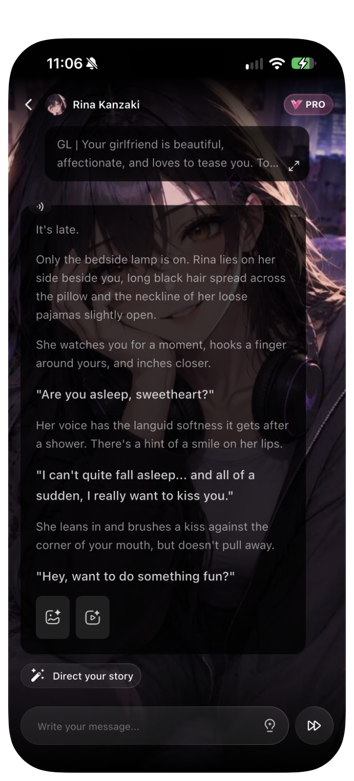 11:06
Rina Kanzaki
PRO
GL | Your girlfriend is beautiful,
affectionate, and loves to tease you. To...
It's late.
Only the bedside lamp is on. Rina lies on her
side beside you, long black hair spread across
the pillow and the neckline of her loose
pajamas slightly open.
She watches you for a moment, hooks a finger
around yours, and inches closer.
"Are you asleep, sweetheart?"
Her voice has the languid softness it gets after
a shower. There's a hint of a smile on her lips.
"I can't quite fall asleep... and all of a
sudden, I really want to kiss you."
She leans in and brushes a kiss against the
corner of your mouth, but doesn't pull away.
"Hey, want to do something fun?"
Direct your story
Write your message...